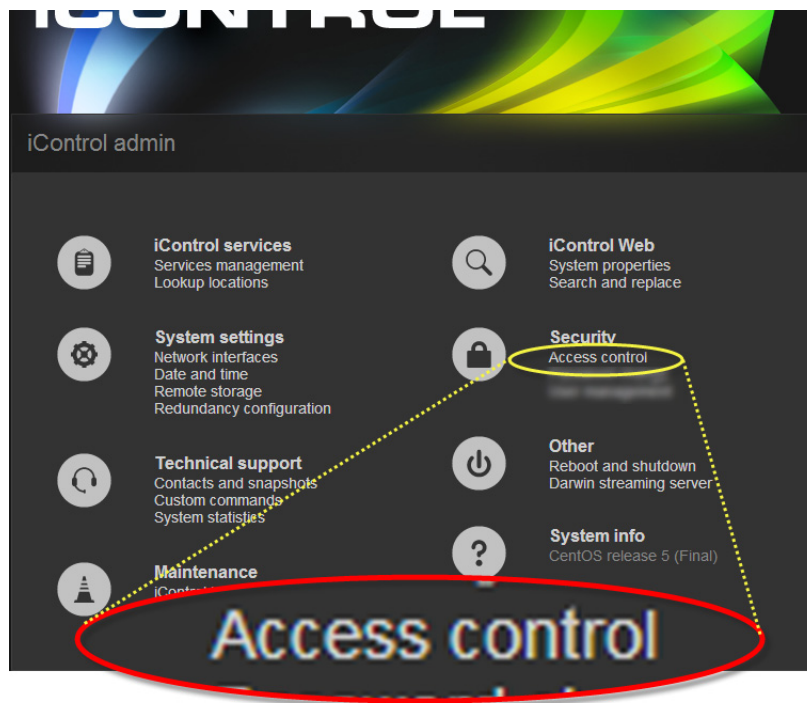 iCONTROL
iControl admin
iControl services
Services management
Lookup locations
System settings
Network interfaces
Date and time
Remote storage
Redundancy configuration
Technical support
Contacts and snapshots
Custom commands
System statistics
Maintenance
iControl Web
System properties
Search and replace
Security
Access control
Other
Reboot and shutdown
Darwin streaming server
System info
CentOS release 5 (Final)
Access control